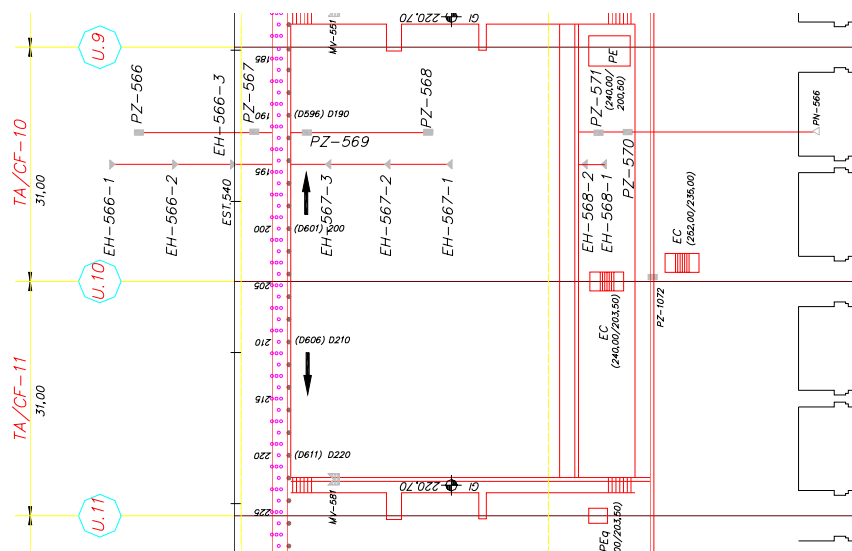 U.9
TA/CF-10
31,00
U.10
TA/CF-11
31,00
U.11
PZ-566
EH-566-3
PZ-567
MV-551
220.70
GI
PZ-568
PZ-569
PE
PZ-571
(240,00/
200,50)
PZ-570
PN-566
185
190
195
200
205
210
215
220
225
(D596) D190
(D601) 200
(D606) D210
(D611) D220
EH-566-1
EH-566-2
EST.540
EH-567-3
EH-567-2
EH-567-1
EH-568-2
EH-568-1
EC
(252,00/235,00)
EC
(240,00/203,50)
PZ-1072
MV-581
220.70
GI
PEq
00/203,50)